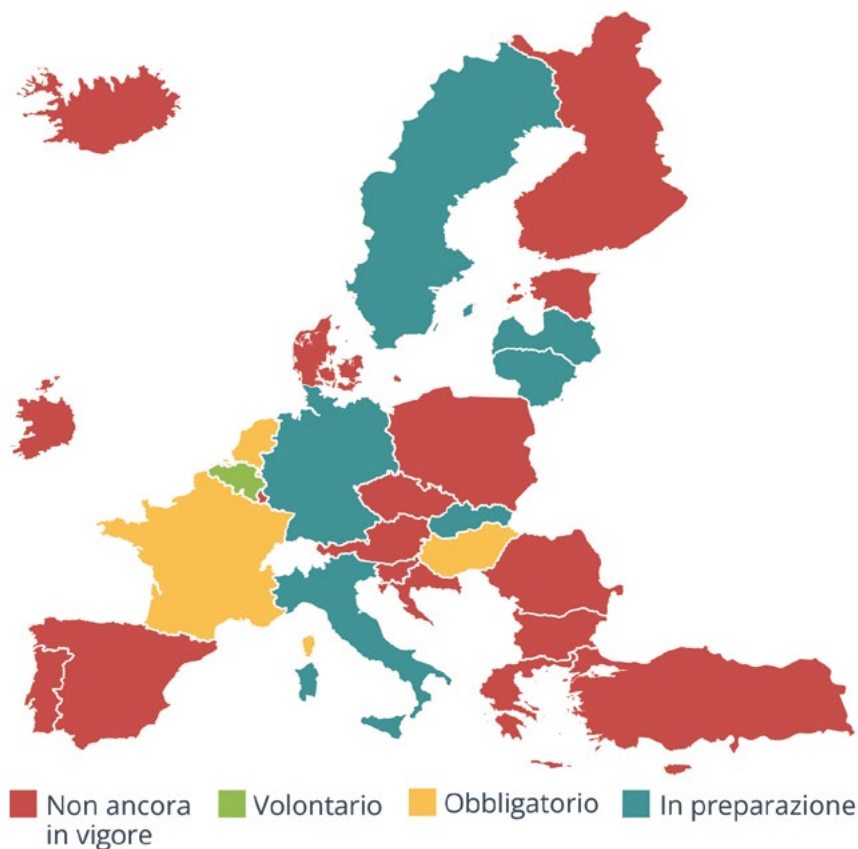 Non ancora
in vigore
Volontario
Obbligatorio
In preparazione